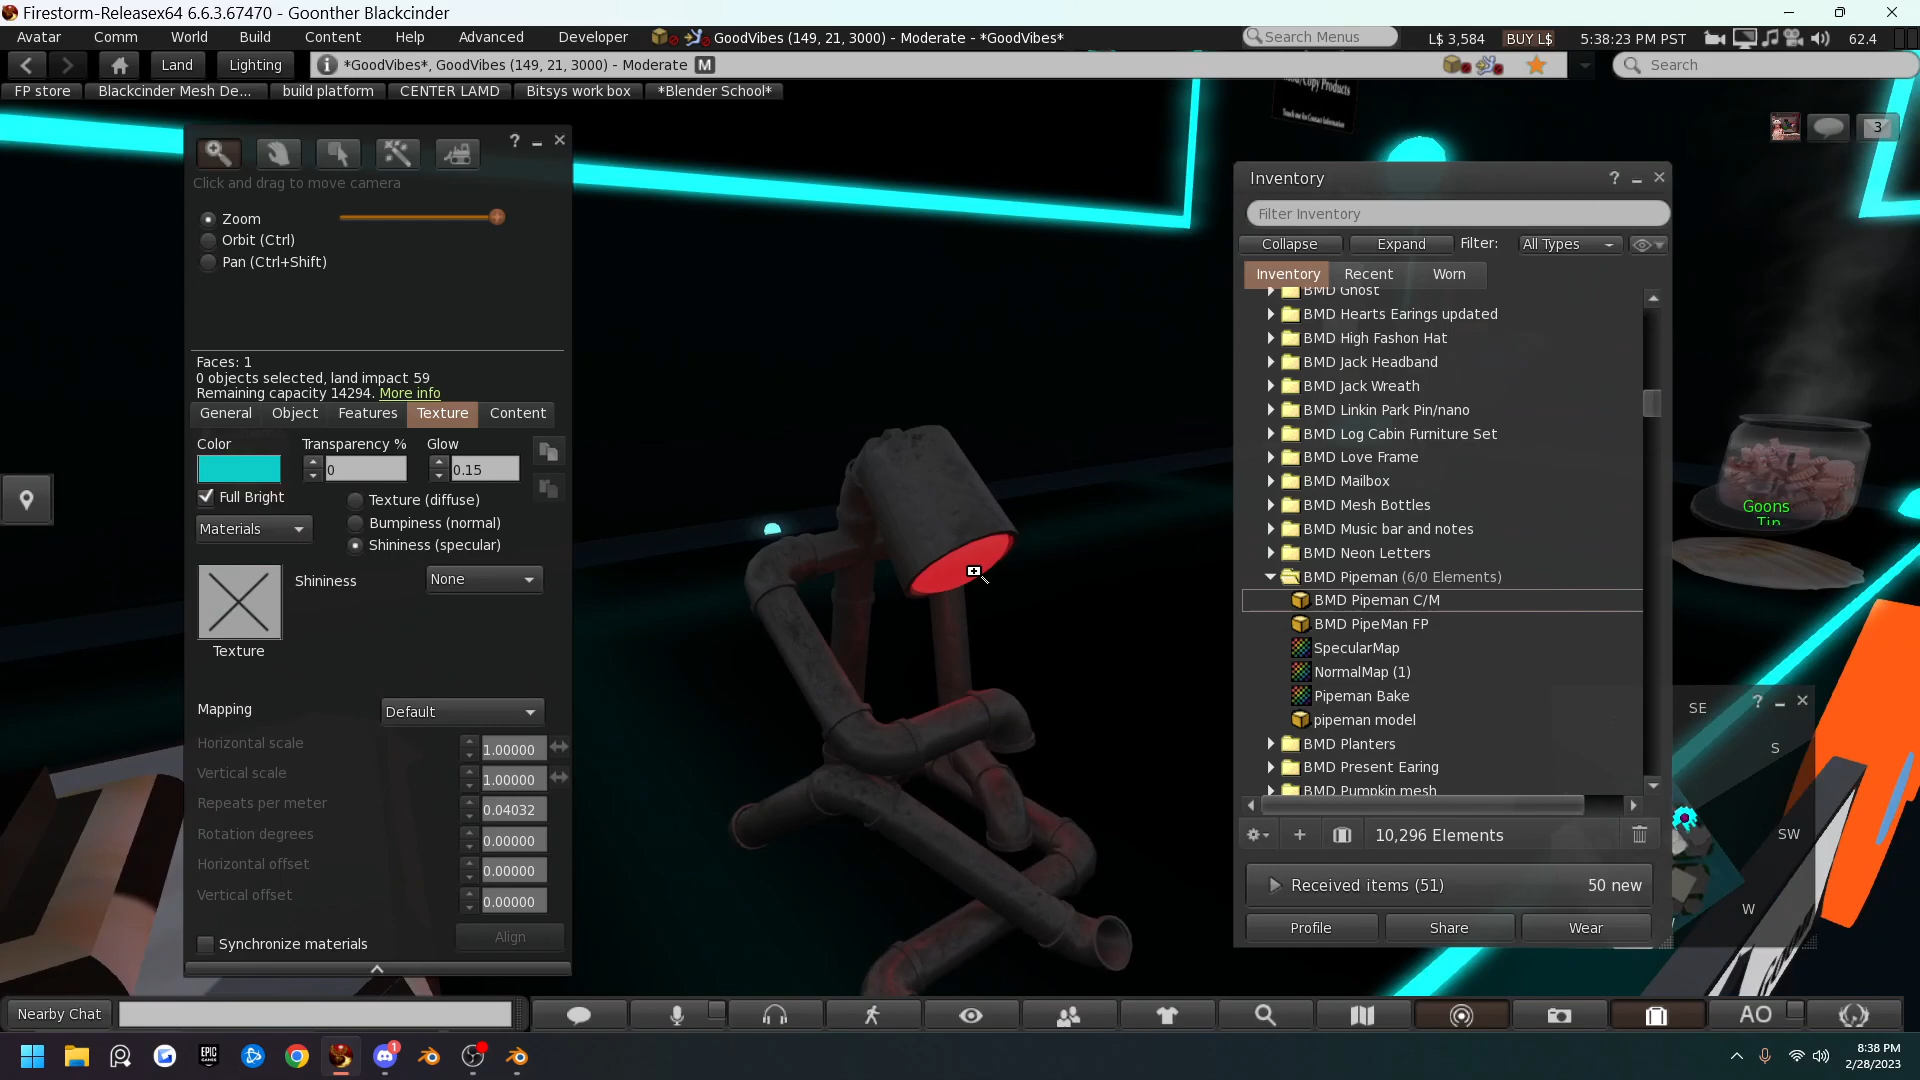 Firestorm-Releasex64 6.6.3.67470 - Goonther Blackcinder
Avatar Comm World Build Content Help Advanced Developer GoodVibes (149, 21, 3000) - Moderate - *GoodVibes* Search Menus L$ 3,584 BUY L$ 5:38:23 PM PST 62.4
Land Lighting *GoodVibes*, GoodVibes (149, 21, 3000) - Moderate M Search
FP store Blackcinder Mesh De... build platform CENTER LAMD Bitsys work box *Blender School*
/Copy Products
Touch me for Contact Information
3
?
Click and drag to move camera
Zoom
Orbit (Ctrl)
Pan (Ctrl+Shift)
Faces: 1
0 objects selected, land impact 59
Remaining capacity 14294. More info
General Object Features Texture Content
Color Transparency % Glow
0 0.15
Full Bright
Texture (diffuse)
Materials
Bumpiness (normal)
Shininess (specular)
Shininess None
Texture
Mapping Default
Horizontal scale 1.00000
Vertical scale 1.00000
Repeats per meter 0.04032
Rotation degrees 0.00000
Horizontal offset 0.00000
Vertical offset 0.00000
Synchronize materials Align
Inventory ?
Filter Inventory
Collapse Expand Filter: All Types
Inventory Recent Worn
BMD Ghost
BMD Hearts Earings updated
BMD High Fashon Hat
BMD Jack Headband
BMD Jack Wreath
BMD Linkin Park Pin/nano
BMD Log Cabin Furniture Set
BMD Love Frame
BMD Mailbox
BMD Mesh Bottles
BMD Music bar and notes
BMD Neon Letters
BMD Pipeman (6/0 Elements)
BMD Pipeman C/M
BMD PipeMan FP
SpecularMap
NormalMap (1)
Pipeman Bake
pipeman model
BMD Planters
BMD Present Earing
BMD Pumpkin mesh
10,296 Elements
Received items (51) 50 new
Profile Share Wear
Goons
Tip
?
SE
S
SW
W
Nearby Chat
AO
EPIC
GAMES
1
8:38 PM
2/28/2023